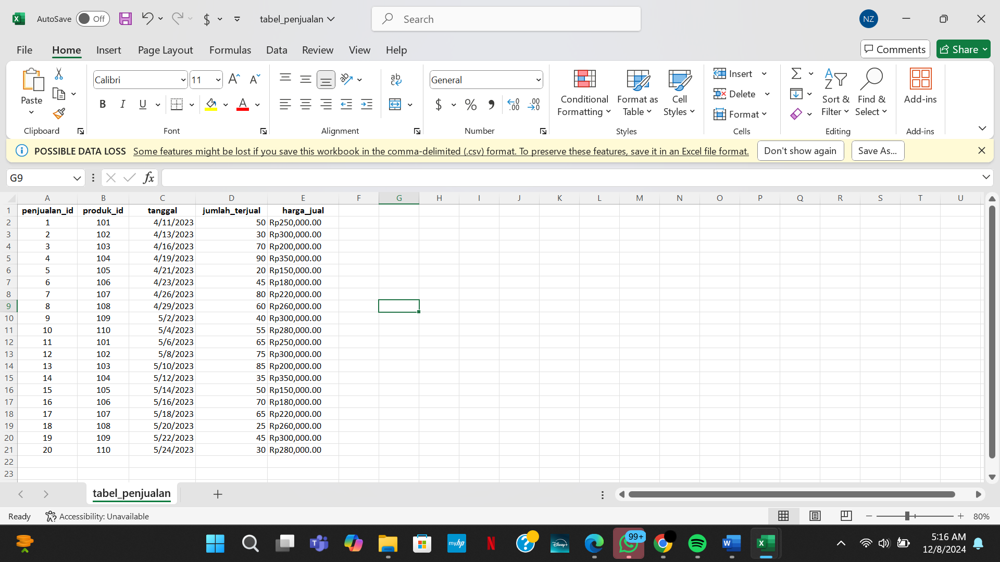 AutoSave Off $ tabel_penjualan Search NZ
File Home Insert Page Layout Formulas Data Review View Help Comments Share
Paste Calibri 11 General Conditional Formatting Format as Table Cell Styles Insert Delete Format Sort & Filter Find & Select Add-ins
Clipboard Font Alignment Number Styles Cells Editing Add-ins
POSSIBLE DATA LOSS Some features might be lost if you save this workbook in the comma-delimited (.csv) format. To preserve these features, save it in an Excel file format. Don't show again Save As...
G9 fx
A B C D E F G H I J K L M N O P Q R S T U
1 penjualan_id produk_id tanggal jumlah_terjual harga_jual
2 1 101 4/11/2023 50 Rp250,000.00
3 2 102 4/13/2023 30 Rp300,000.00
4 3 103 4/16/2023 70 Rp200,000.00
5 4 104 4/19/2023 90 Rp350,000.00
6 5 105 4/21/2023 20 Rp150,000.00
7 6 106 4/23/2023 45 Rp180,000.00
8 7 107 4/26/2023 80 Rp220,000.00
9 8 108 4/29/2023 60 Rp260,000.00
10 9 109 5/2/2023 40 Rp300,000.00
11 10 110 5/4/2023 55 Rp280,000.00
12 11 101 5/6/2023 65 Rp250,000.00
13 12 102 5/8/2023 75 Rp300,000.00
14 13 103 5/10/2023 85 Rp200,000.00
15 14 104 5/12/2023 35 Rp350,000.00
16 15 105 5/14/2023 50 Rp150,000.00
17 16 106 5/16/2023 70 Rp180,000.00
18 17 107 5/18/2023 65 Rp220,000.00
19 18 108 5/20/2023 25 Rp260,000.00
20 19 109 5/22/2023 45 Rp300,000.00
21 20 110 5/24/2023 30 Rp280,000.00
22
23
tabel_penjualan
Ready Accessibility: Unavailable 80%
myhp N Disney+ 99+ W X 5:16 AM
12/8/2024